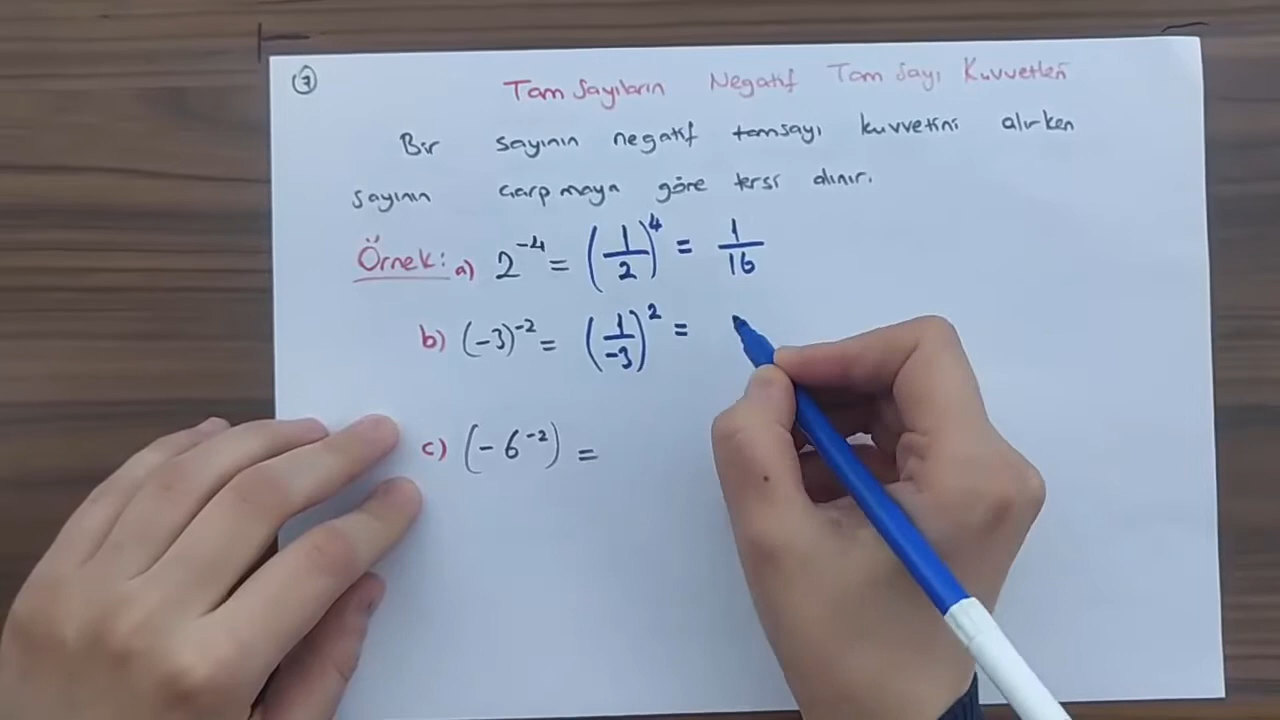 7
Tam Sayıların Negatif Tam Sayı Kuvvetleri
Bir sayının negatif tamsayı kuvvetini alırken
sayının çarpmaya göre tersi alınır.
Örnek: a) 2^-4 = (1/2)^4 = 1/16
b) (-3)^-2 = (1/-3)^2 =
c) (-6^-2) =